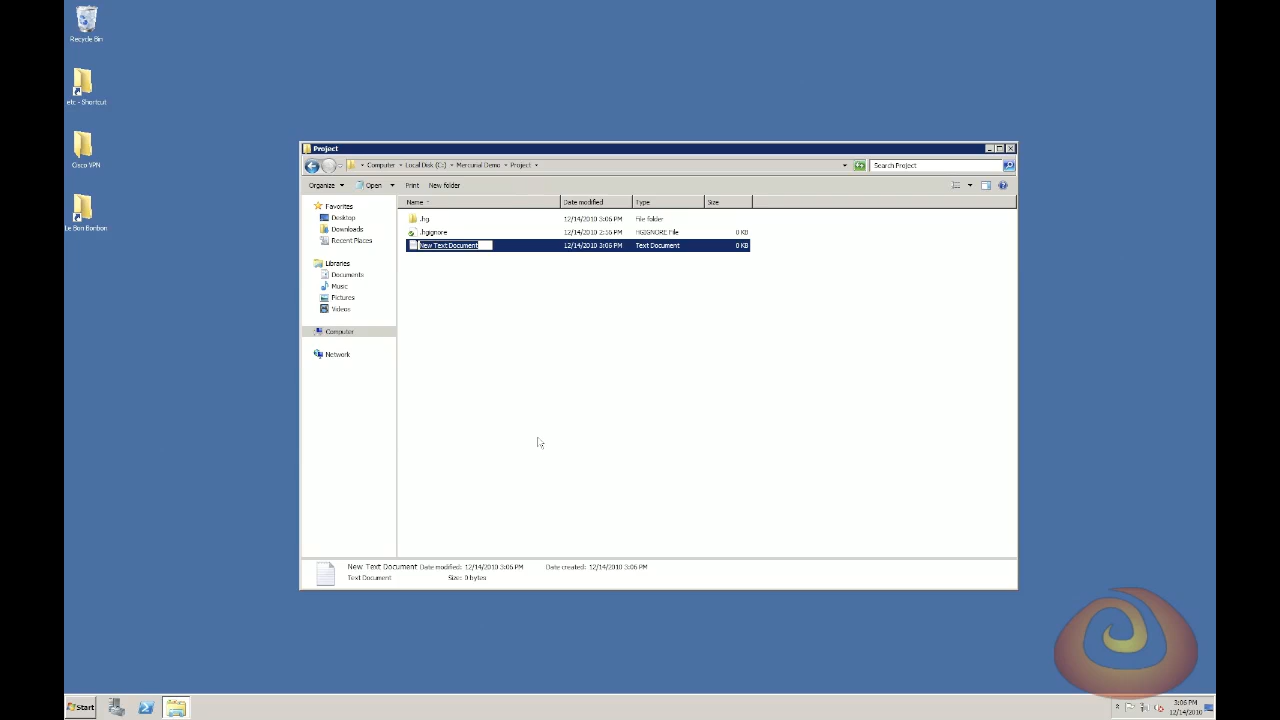 Recycle Bin
etc - Shortcut
Cisco VPN
Le Bon Bonbon
Project
Computer Local Disk (C:) Mercurial Demo Project
Search Project
Organize Open Print New folder
Name Date modified Type Size
.hg 12/14/2010 3:06 PM File folder
.hgignore 12/14/2010 2:56 PM HGIGNORE File 0 KB
New Text Document 12/14/2010 3:06 PM Text Document 0 KB
Favorites
Desktop
Downloads
Recent Places
Libraries
Documents
Music
Pictures
Videos
Computer
Network
New Text Document Date modified: 12/14/2010 3:06 PM Date created: 12/14/2010 3:06 PM
Text Document Size: 0 bytes
Start
3:06 PM
12/14/2010